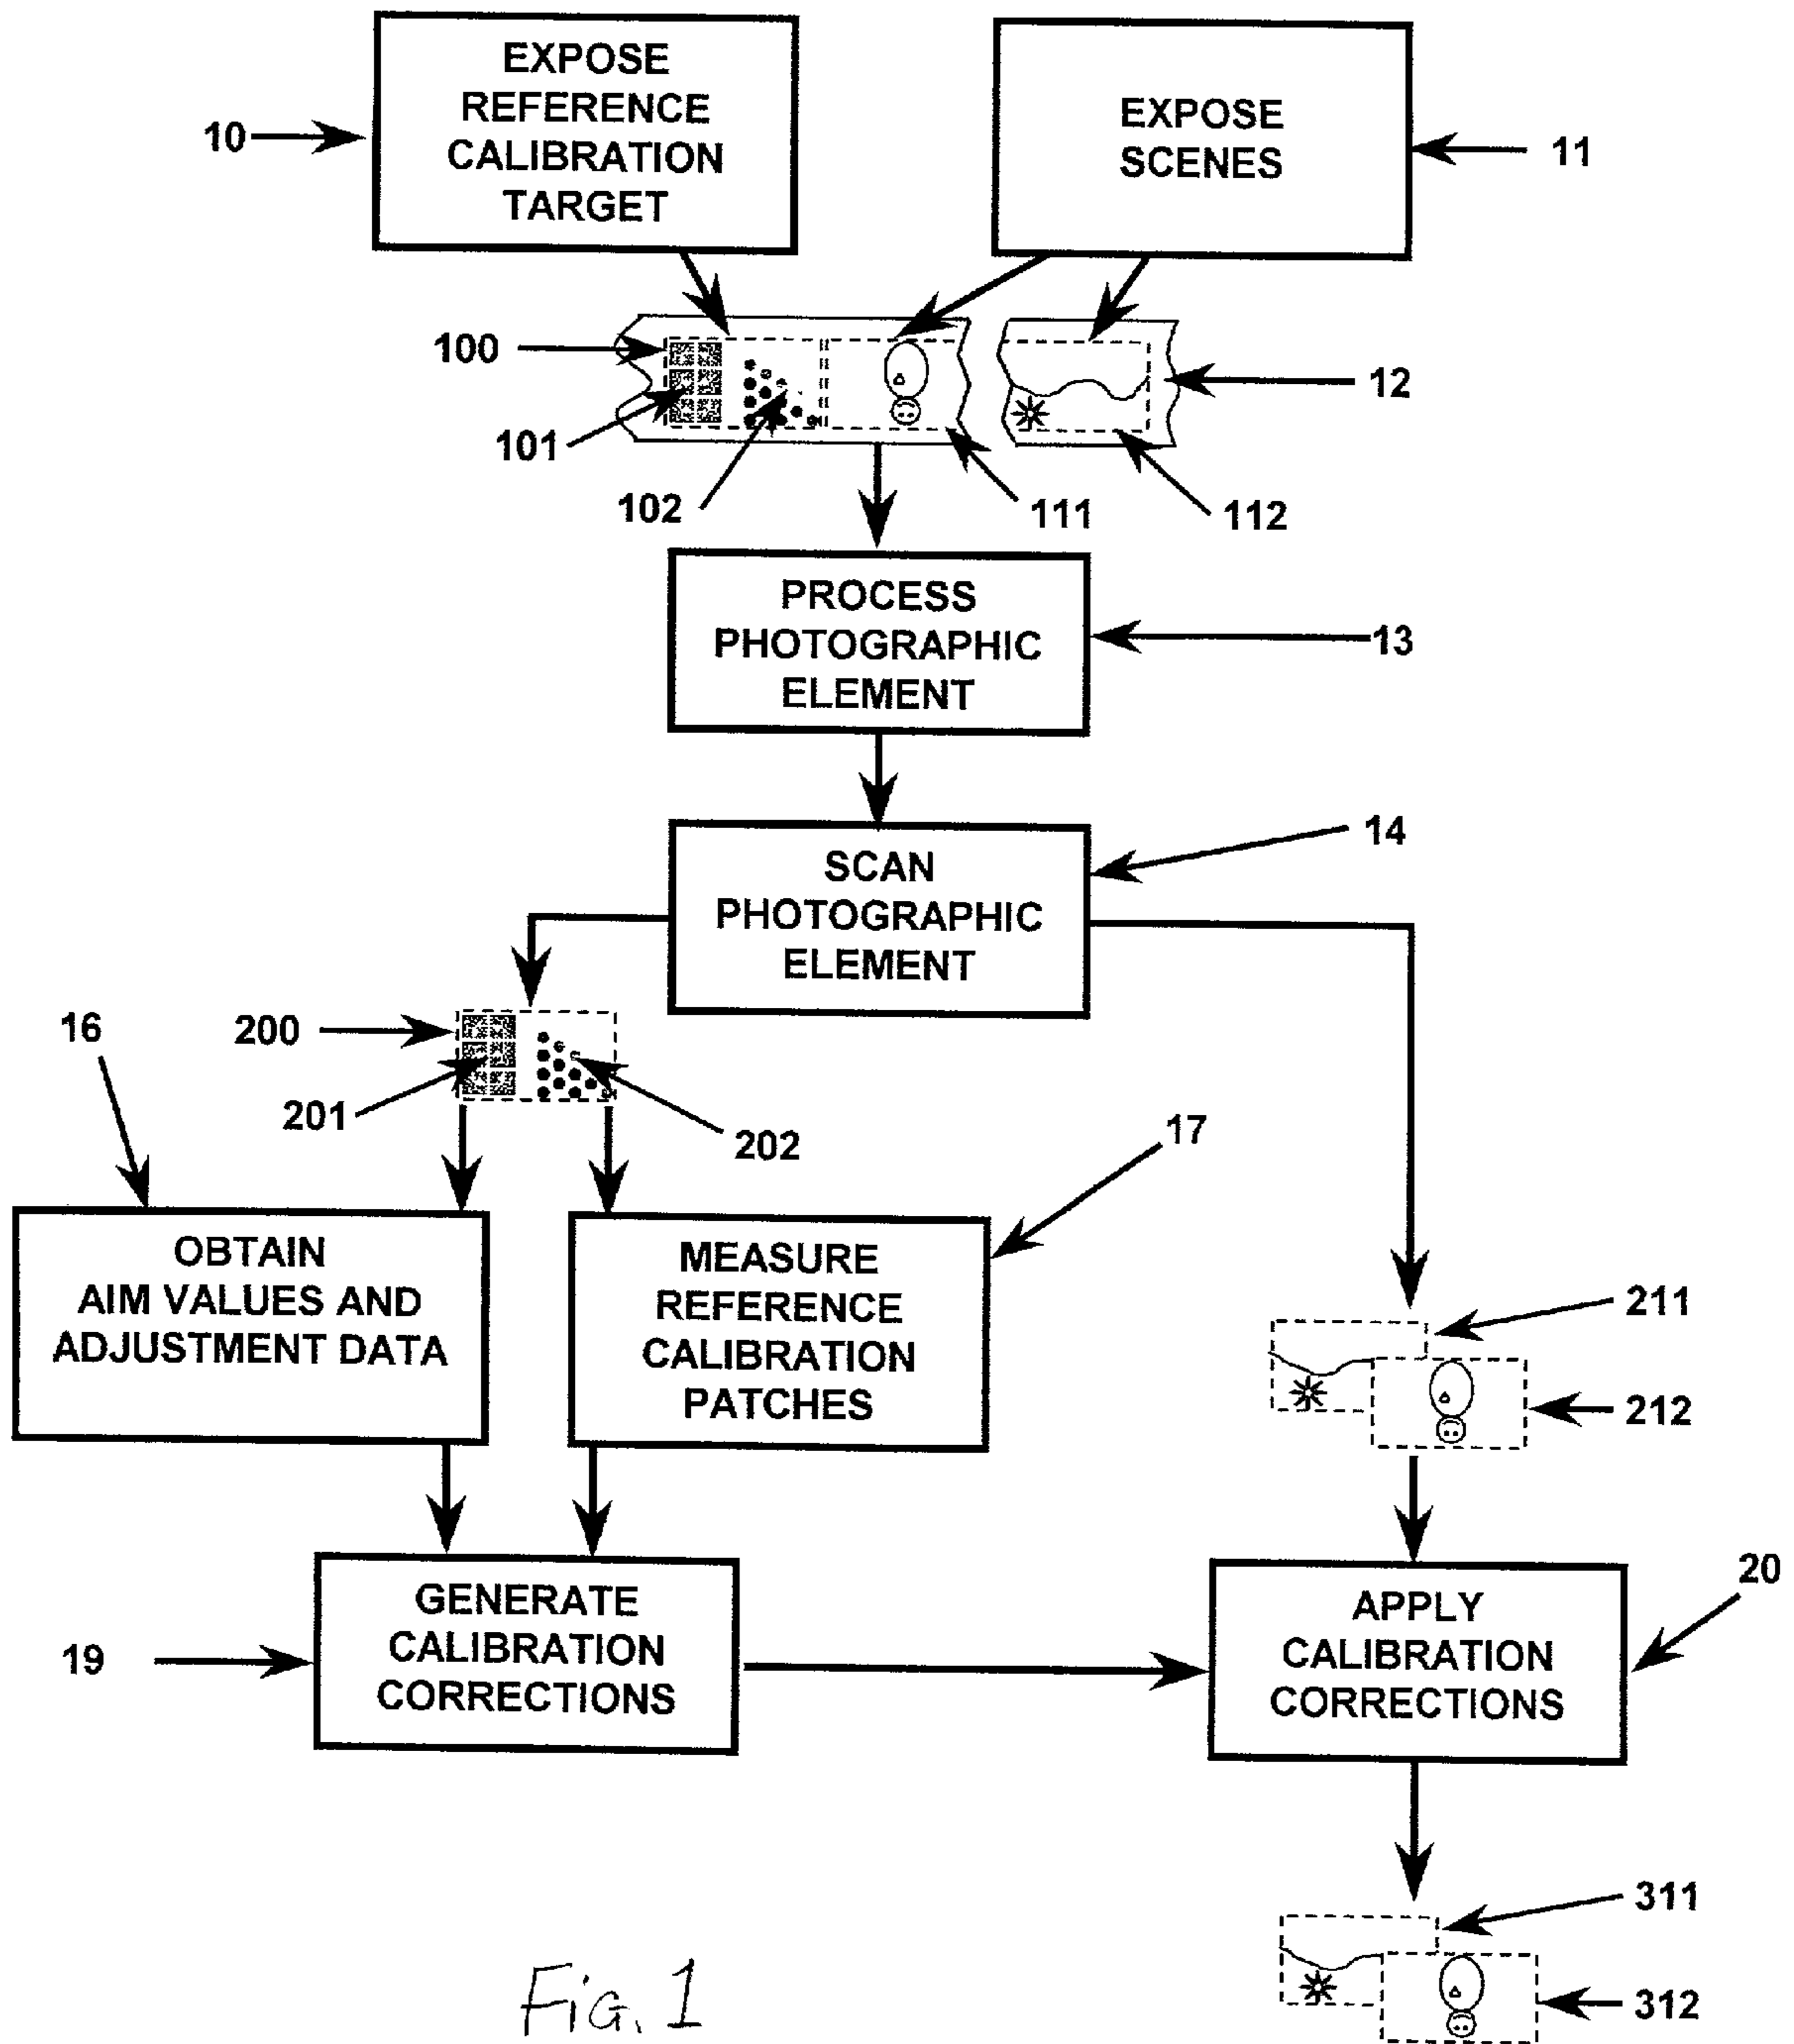 EXPOSE
REFERENCE
CALIBRATION
TARGET
10
EXPOSE
SCENES
11
100
101
102
12
111
112
PROCESS
PHOTOGRAPHIC
ELEMENT
13
SCAN
PHOTOGRAPHIC
ELEMENT
14
16
200
201
202
17
OBTAIN
AIM VALUES AND
ADJUSTMENT DATA
MEASURE
REFERENCE
CALIBRATION
PATCHES
211
212
GENERATE
CALIBRATION
CORRECTIONS
19
APPLY
CALIBRATION
CORRECTIONS
20
311
312
Fig. 1